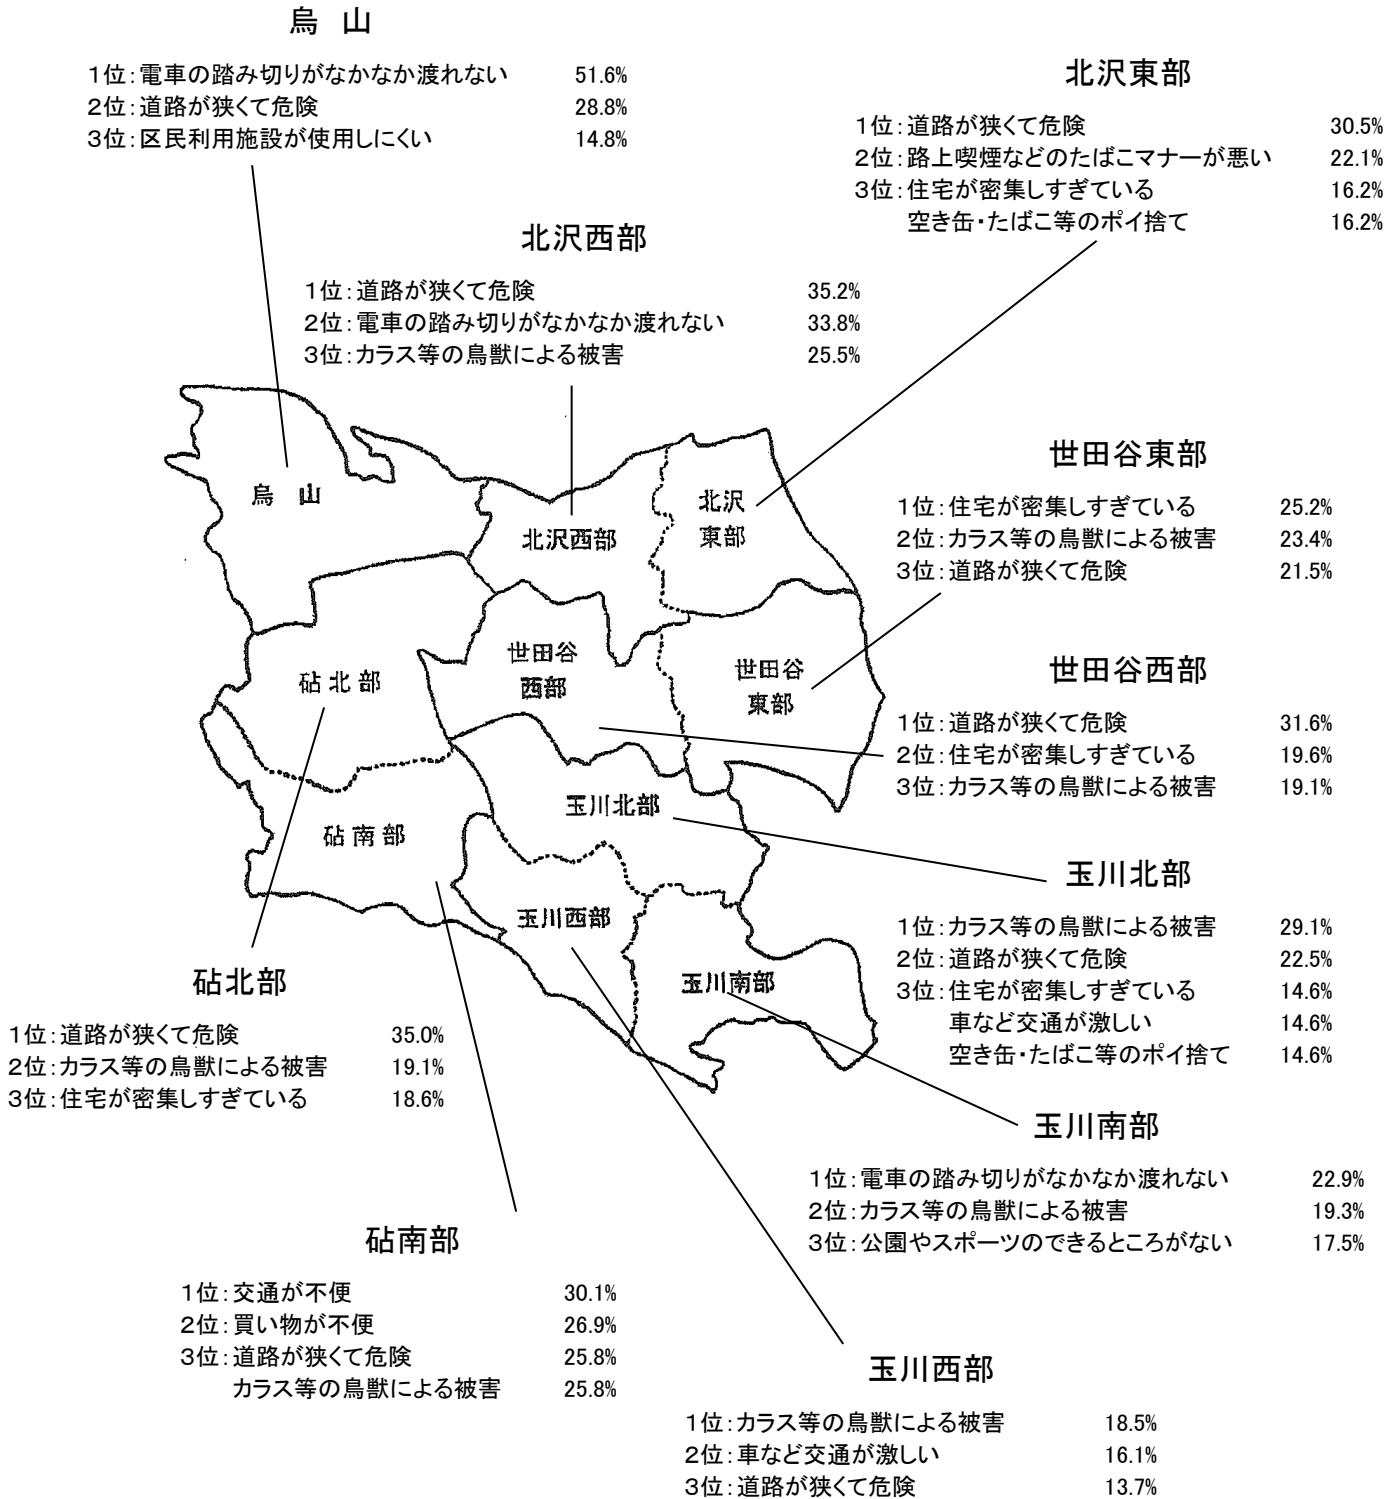 烏 山
1位:電車の踏み切りがなかなか渡れない 51.6%
2位:道路が狭くて危険 28.8%
3位:区民利用施設が使用しにくい 14.8%
北沢東部
1位:道路が狭くて危険 30.5%
2位:路上喫煙などのたばこマナーが悪い 22.1%
3位:住宅が密集しすぎている 16.2%
空き缶・たばこ等のポイ捨て 16.2%
北沢西部
1位:道路が狭くて危険 35.2%
2位:電車の踏み切りがなかなか渡れない 33.8%
3位:カラス等の鳥獣による被害 25.5%
世田谷東部
1位:住宅が密集しすぎている 25.2%
2位:カラス等の鳥獣による被害 23.4%
3位:道路が狭くて危険 21.5%
世田谷西部
1位:道路が狭くて危険 31.6%
2位:住宅が密集しすぎている 19.6%
3位:カラス等の鳥獣による被害 19.1%
烏 山
北沢西部
北沢
東部
世田谷
西部
世田谷
東部
砧北部
砧南部
玉川北部
玉川西部
玉川南部
玉川北部
1位:カラス等の鳥獣による被害 29.1%
2位:道路が狭くて危険 22.5%
3位:住宅が密集しすぎている 14.6%
車など交通が激しい 14.6%
空き缶・たばこ等のポイ捨て 14.6%
砧北部
1位:道路が狭くて危険 35.0%
2位:カラス等の鳥獣による被害 19.1%
3位:住宅が密集しすぎている 18.6%
玉川南部
1位:電車の踏み切りがなかなか渡れない 22.9%
2位:カラス等の鳥獣による被害 19.3%
3位:公園やスポーツのできるところがない 17.5%
砧南部
1位:交通が不便 30.1%
2位:買い物が不便 26.9%
3位:道路が狭くて危険 25.8%
カラス等の鳥獣による被害 25.8%
玉川西部
1位:カラス等の鳥獣による被害 18.5%
2位:車など交通が激しい 16.1%
3位:道路が狭くて危険 13.7%